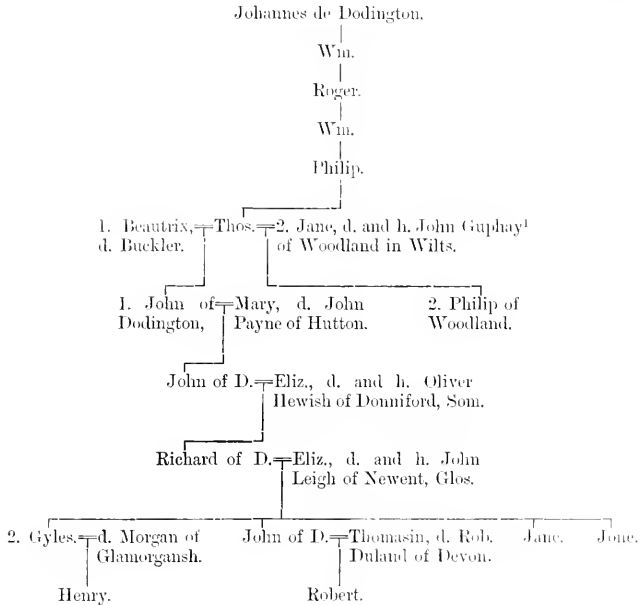 Johannes de Dodington.
Wm.
Roger.
Wm.
Philip.
1. Beautrix, Thos. 2. Jane, d. and h. John Guphay¹
d. Buckler. of Woodland in Wilts.
1. John of Mary, d. John 2. Philip of
Dodington, Payne of Hutton. Woodland.
John of D. Eliz., d. and h. Oliver
Hewish of Donniford, Som.
Richard of D. Eliz., d. and h. John
Leigh of Newent, Glos.
2. Gyles. d. Morgan of John of D. Thomasin, d. Rob. Jane. Jone.
Glamorgansh. Duland of Devon.
Henry. Robert.